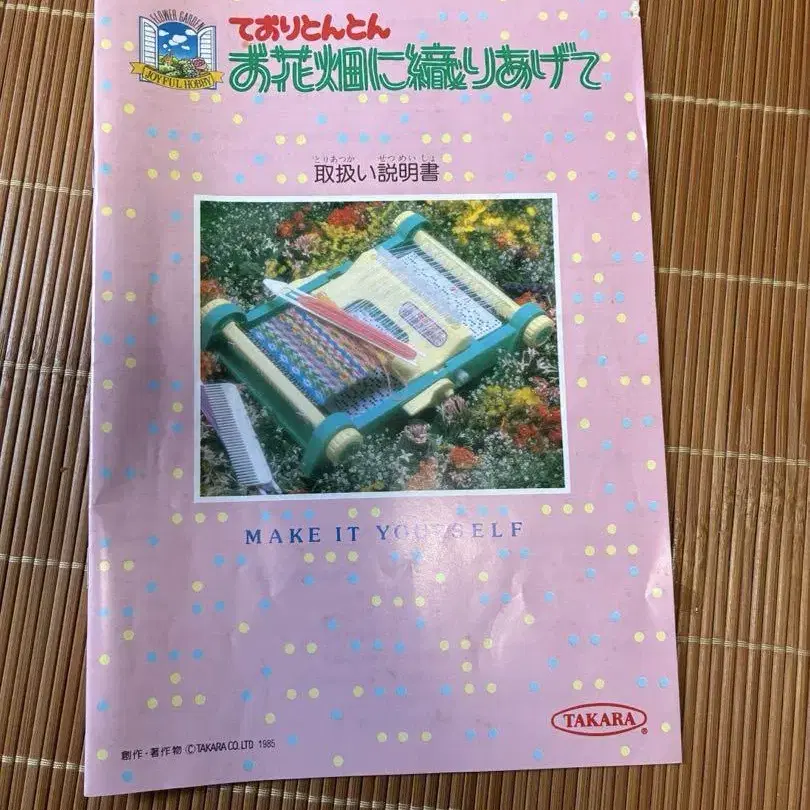 FLOWER GARDEN
JOYFUL HOBBY
ておりとんとん
お花畑に織りあげて
とりあつか せつめいしょ
取扱い説明書
MAKE IT YOURSELF
TAKARA
創作・著作物 ©TAKARA CO.LTD 1985